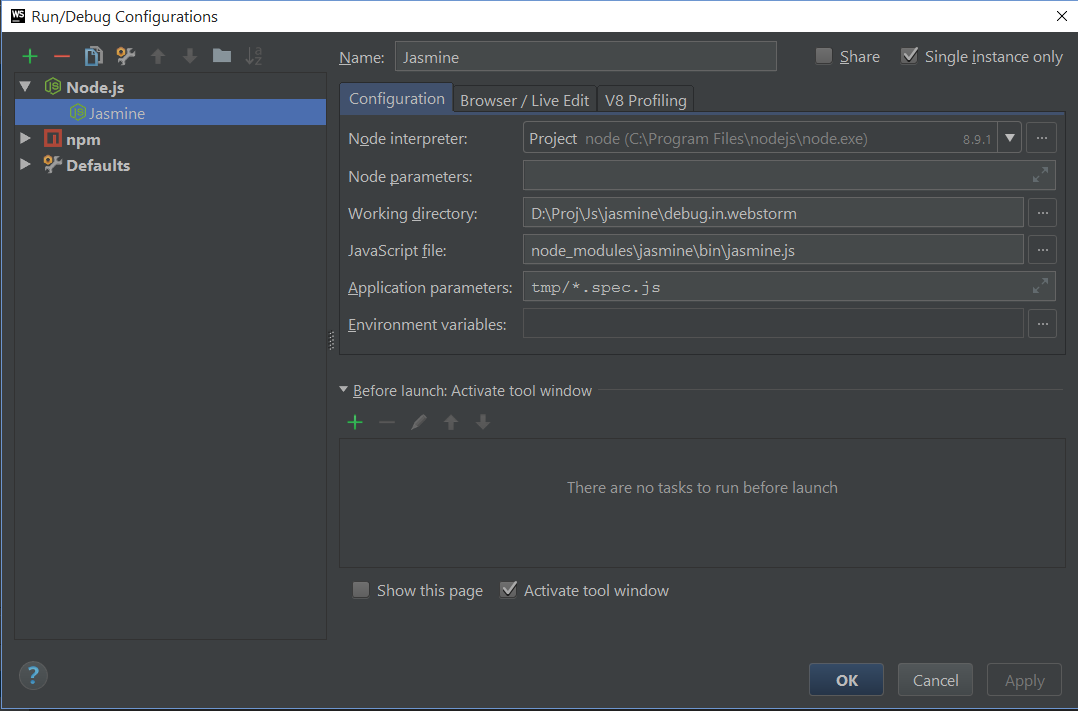 WS Run/Debug Configurations
Name: Jasmine Share Single instance only
Node.js
Jasmine
npm
Defaults
Configuration Browser / Live Edit V8 Profiling
Node interpreter: Project node (C:\Program Files\nodejs\node.exe) 8.9.1 ...
Node parameters:
Working directory: D:\Proj\Js\jasmine\debug.in.webstorm ...
JavaScript file: node_modules\jasmine\bin\jasmine.js ...
Application parameters: tmp/*.spec.js
Environment variables: ...
Before launch: Activate tool window
There are no tasks to run before launch
Show this page Activate tool window
? OK Cancel Apply